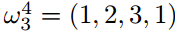 ω₃⁴ = (1, 2, 3, 1)